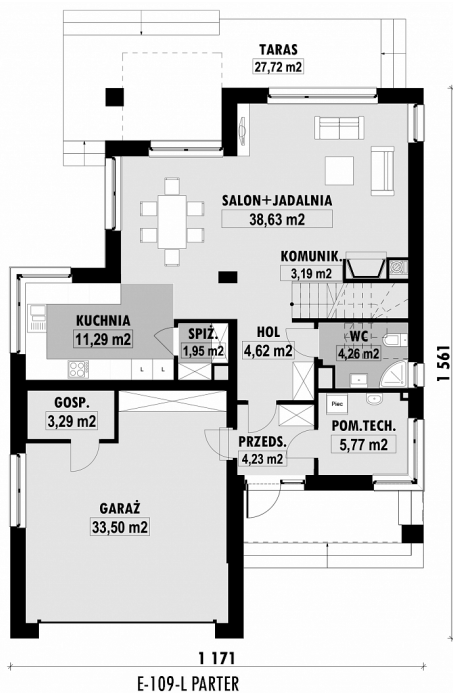 TARAS
27,72 m2
SALON+JADALNIA
38,63 m2
KOMUNIK.
3,19 m2
KUCHNIA
11,29 m2
SPIŻ.
1,95 m2
HOL
4,62 m2
WC
4,26 m2
L L
GOSP.
3,29 m2
Piec
POM.TECH.
5,77 m2
PRZEDS.
4,23 m2
GARAŻ
33,50 m2
1 561
1 171
E-109-L PARTER